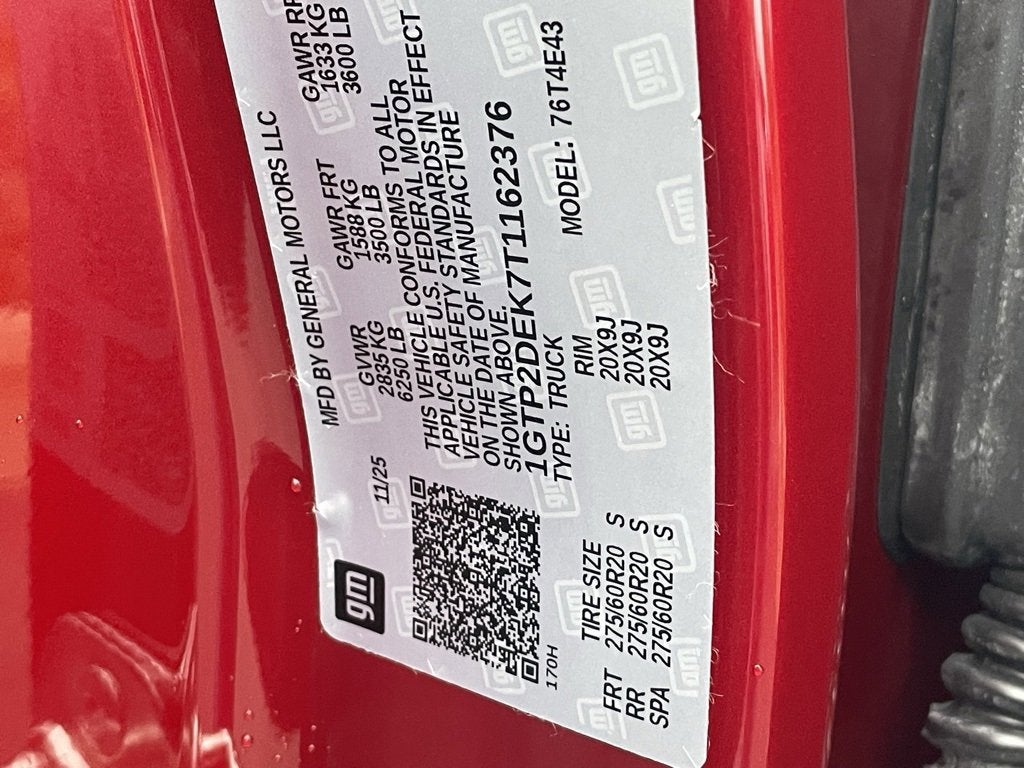 gm
11/25
MFD BY GENERAL MOTORS LLC
GVWR GAWR FRT GAWR RR
2835 KG 1588 KG 1633 KG
6250 LB 3500 LB 3600 LB
THIS VEHICLE CONFORMS TO ALL
APPLICABLE U.S. FEDERAL MOTOR
VEHICLE SAFETY STANDARDS IN EFFECT
ON THE DATE OF MANUFACTURE
SHOWN ABOVE.
1GTP2DEK7T1162376
TYPE: TRUCK MODEL: 76T4E43
170H
TIRE SIZE RIM
FRT 275/60R20 S 20X9J
RR 275/60R20 S 20X9J
SPA 275/60R20 S 20X9J